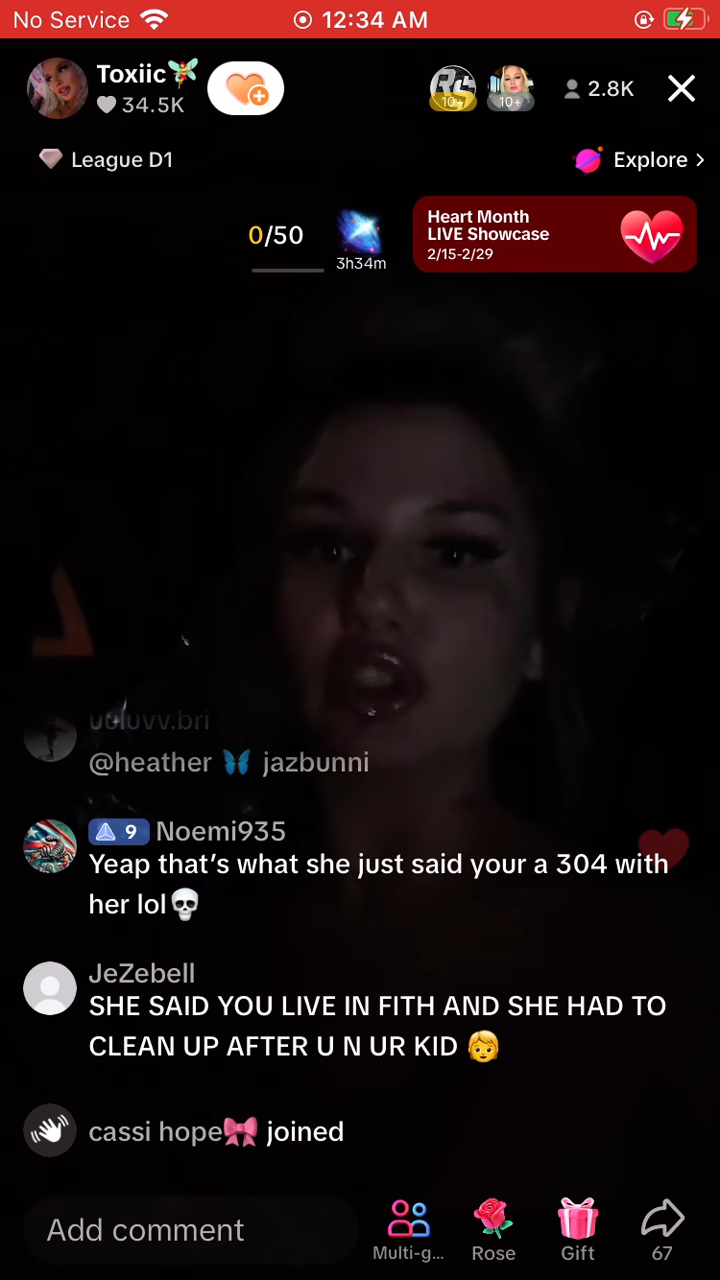 No Service 12:34 AM
Toxiic
34.5K
10+
10+
2.8K
League D1
Explore >
0/50
3h34m
Heart Month
LIVE Showcase
2/15-2/29
@heather 🦋 jazbunni
9 Noemi935
Yeap that’s what she just said your a 304 with
her lol💀
JeZebell
SHE SAID YOU LIVE IN FITH AND SHE HAD TO
CLEAN UP AFTER U N UR KID 🧒
cassi hope🎀 joined
Add comment
Multi-g...
Rose
Gift
67